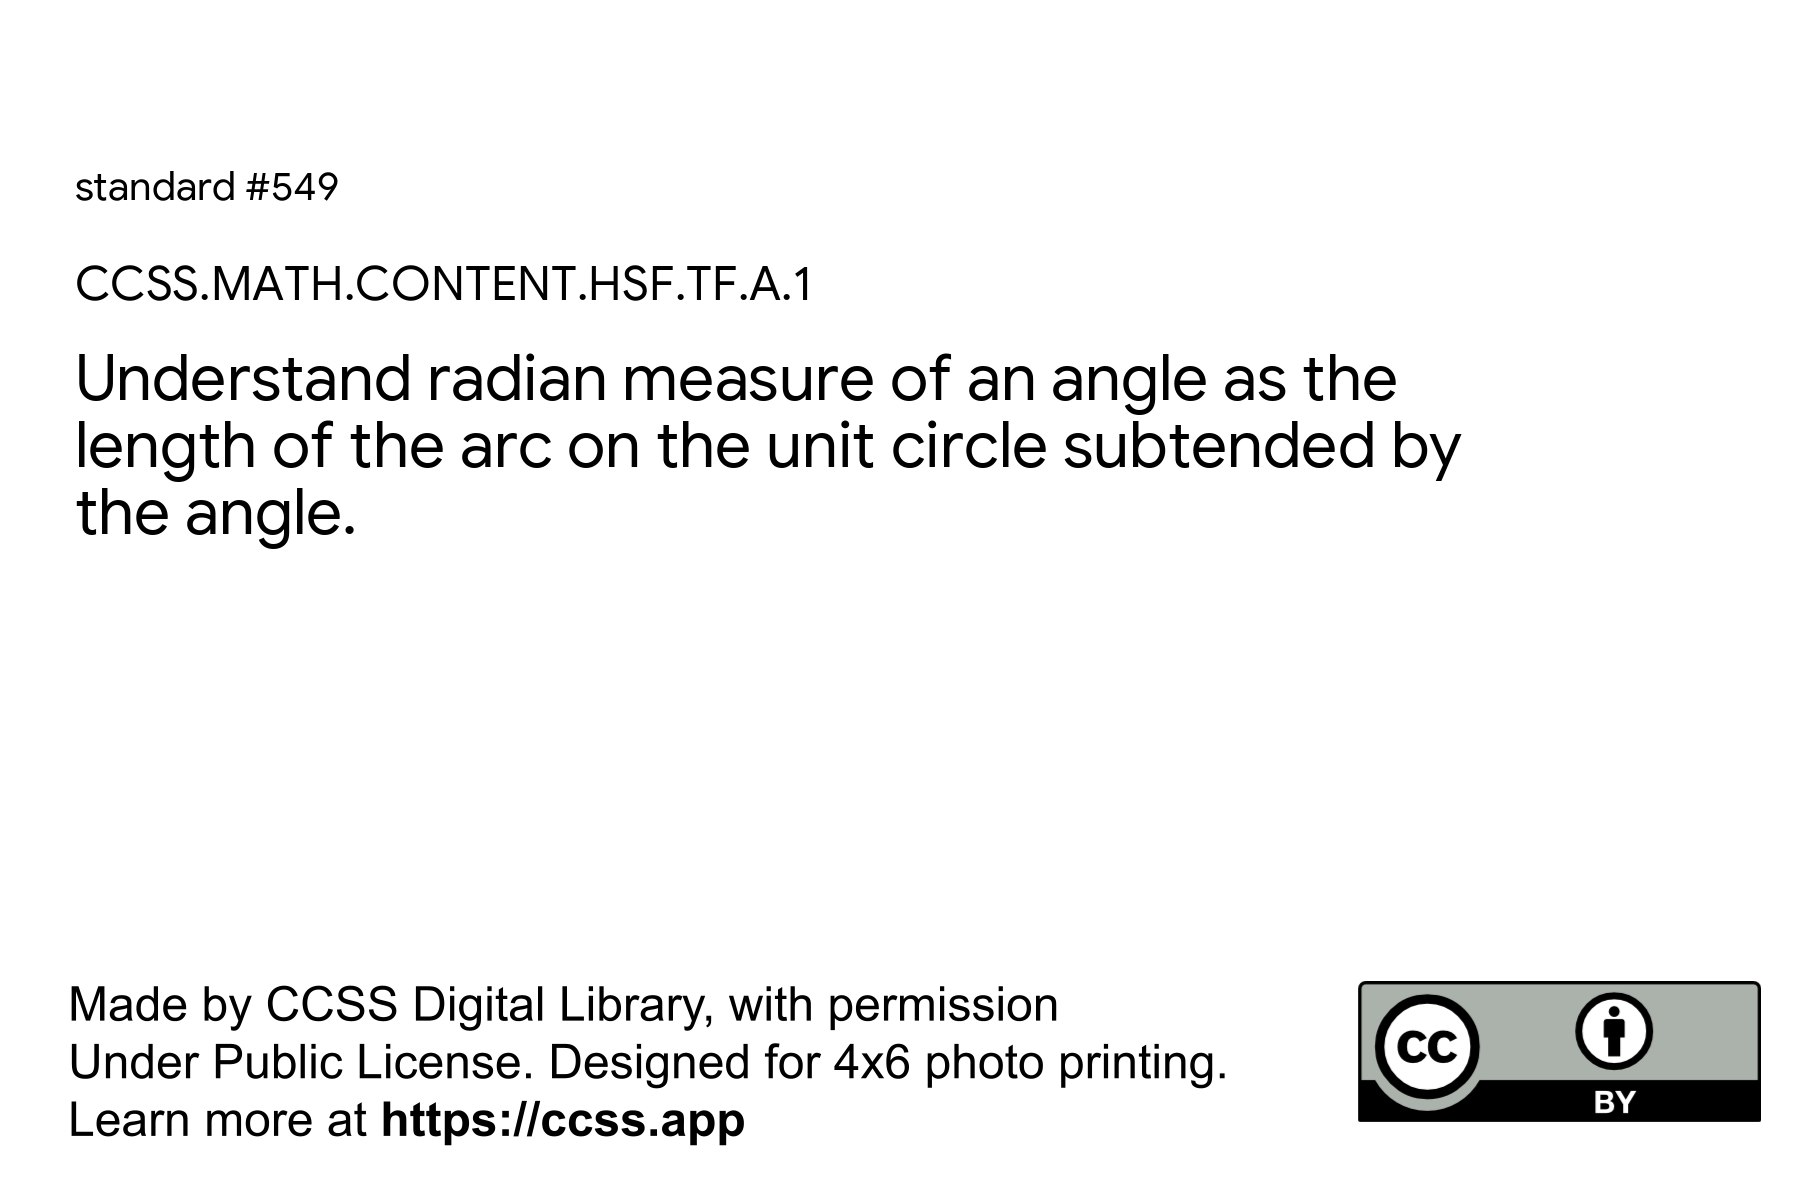 standard #549
CCSS.MATH.CONTENT.HSF.TF.A.1
Understand radian measure of an angle as the
length of the arc on the unit circle subtended by
the angle.
Made by CCSS Digital Library, with permission
Under Public License. Designed for 4x6 photo printing.
Learn more at https://ccss.app
cc
BY